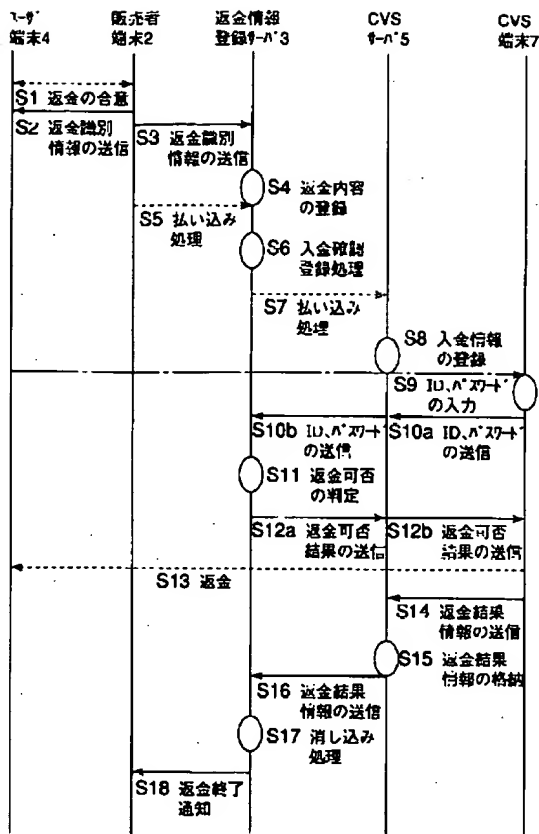 ユーザ 販売者 返金情報 CVS CVS
端末4 端末2 登録サーバ3 サーバ5 端末7
S1 返金の合意
S2 返金識別
情報の送信
S3 返金識別
情報の送信
S4 返金内容
の登録
S5 払い込み
処理
S6 入金確認
登録処理
S7 払い込み
処理
S8 入金情報
の登録
S9 ID、パスワード
の入力
S10b ID、パスワード
の送信
S10a ID、パスワード
の送信
S11 返金可否
の判定
S12a 返金可否
結果の送信
S12b 返金可否
結果の送信
S13 返金
S14 返金結果
情報の送信
S15 返金結果
情報の格納
S16 返金結果
情報の送信
S17 消し込み
処理
S18 返金終了
通知